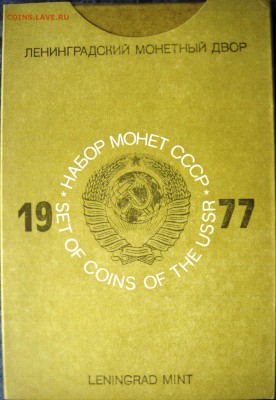 COINS.LAVE.RU
ЛЕНИНГРАДСКИЙ МОНЕТНЫЙ ДВОР
* НАБОР МОНЕТ СССР *
19 77
SET OF COINS OF THE USSR
LENINGRAD MINT